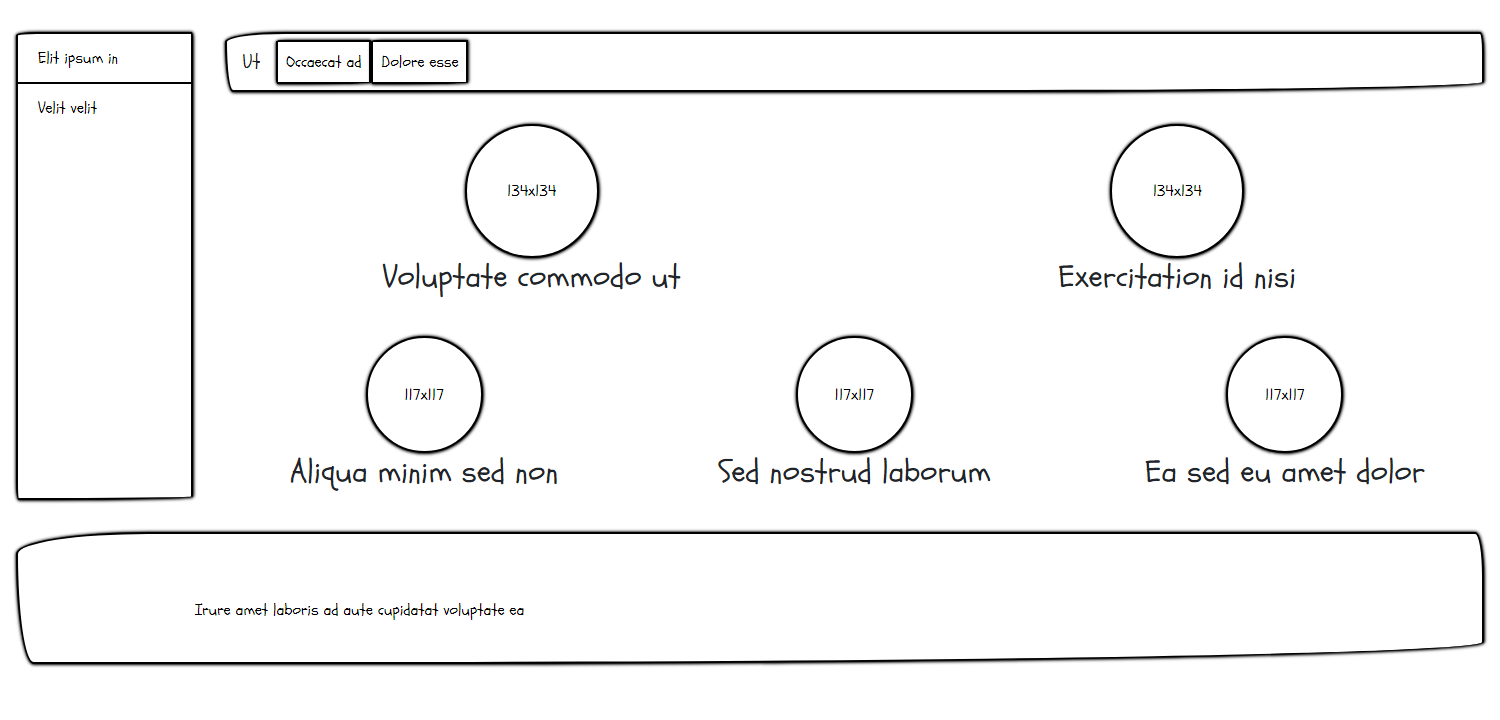 Elit ipsum in
Velit velit
Ut
Occaecat ad
Dolore esse
134x134
134x134
Voluptate commodo ut
Exercitation id nisi
117x117
117x117
117x117
Aliqua minim sed non
Sed nostrud laborum
Ea sed eu amet dolor
Irure amet laboris ad aute cupidatat voluptate ea